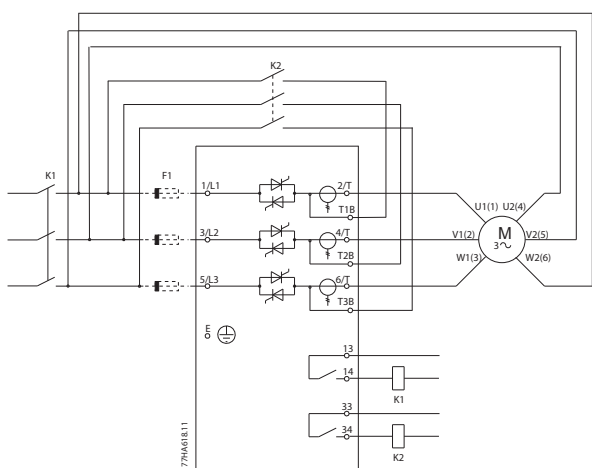 K2
K1
F1
1/L1
2/T
T1B
U1(1)
U2(4)
3/L2
4/T
T2B
V1(2)
M
3~
V2(5)
W1(3)
W2(6)
5/L3
6/T
T3B
E
13
14
K1
33
34
K2
177HA618.11